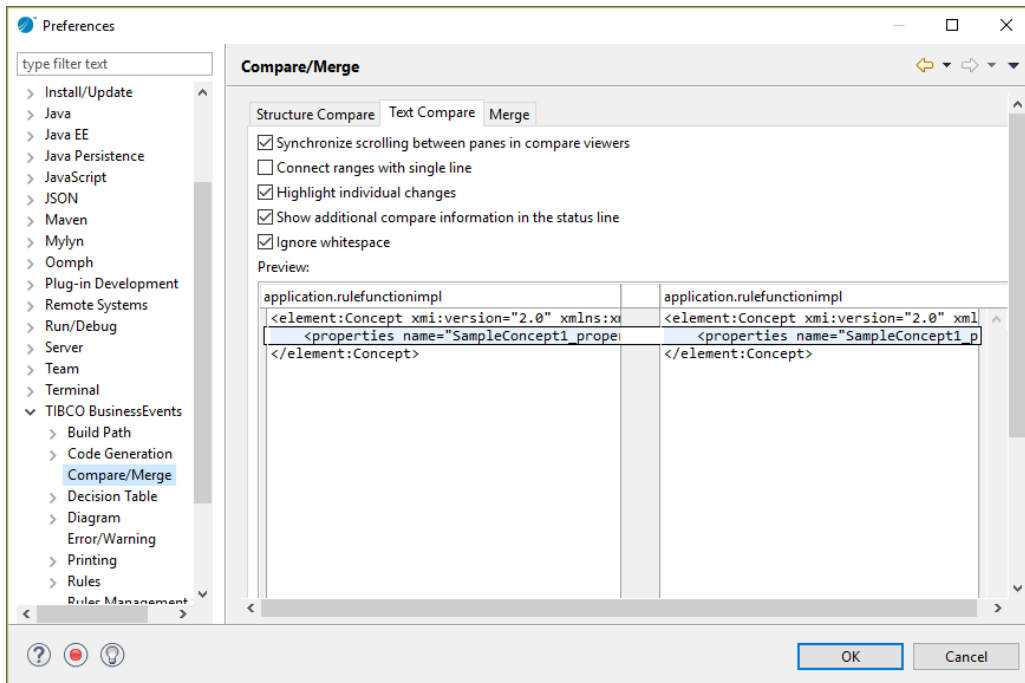 Preferences
type filter text
Install/Update
Java
Java EE
Java Persistence
JavaScript
JSON
Maven
Mylyn
Oomph
Plug-in Development
Remote Systems
Run/Debug
Server
Team
Terminal
TIBCO BusinessEvents
Build Path
Code Generation
Compare/Merge
Decision Table
Diagram
Error/Warning
Printing
Rules
Rules Management
Compare/Merge
Structure Compare Text Compare Merge
Synchronize scrolling between panes in compare viewers
Connect ranges with single line
Highlight individual changes
Show additional compare information in the status line
Ignore whitespace
Preview:
application.rulefunctionimpl
<element:Concept xmi:version="2.0" xmlns:x
<properties name="SampleConcept1_proper
</element:Concept>
application.rulefunctionimpl
<element:Concept xmi:version="2.0" xml
<properties name="SampleConcept1_p
</element:Concept>
OK Cancel